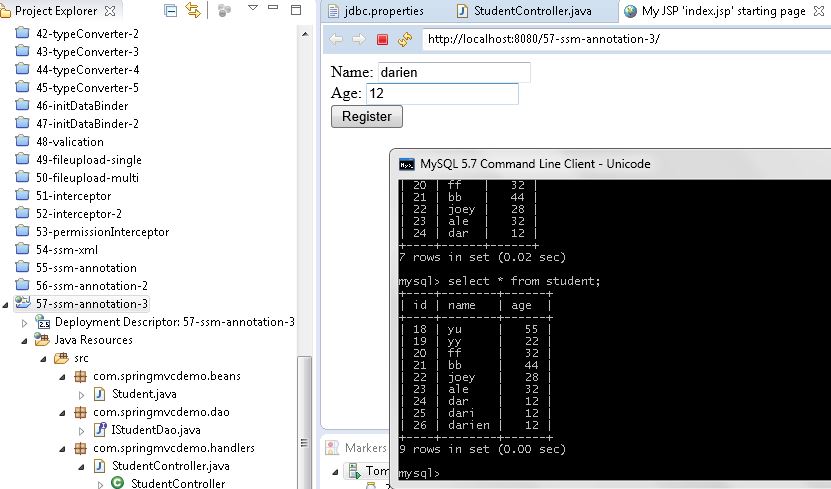 Project Explorer
42-typeConverter-2
43-typeConverter-3
44-typeConverter-4
45-typeConverter-5
46-initDataBinder
47-initDataBinder-2
48-valication
49-fileupload-single
50-fileupload-multi
51-interceptor
52-interceptor-2
53-permissionInterceptor
54-ssm-xml
55-ssm-annotation
56-ssm-annotation-2
57-ssm-annotation-3
Deployment Descriptor: 57-ssm-annotation-3
Java Resources
src
com.springmvcdemo.beans
Student.java
com.springmvcdemo.dao
IStudentDao.java
com.springmvcdemo.handlers
StudentController.java
StudentController
jdbc.properties StudentController.java My JSP 'index.jsp' starting page
http://localhost:8080/57-ssm-annotation-3/
Name: darien
Age: 12
Register
MySQL 5.7 Command Line Client - Unicode
| 20 | ff | 32 |
| 21 | bb | 44 |
| 22 | joey | 28 |
| 23 | ale | 32 |
| 24 | dar | 12 |
+----+------+------+
7 rows in set (0.02 sec)
mysql> select * from student;
+----+--------+------+
| id | name | age |
+----+--------+------+
| 18 | yu | 55 |
| 19 | yy | 22 |
| 20 | ff | 32 |
| 21 | bb | 44 |
| 22 | joey | 28 |
| 23 | ale | 32 |
| 24 | dar | 12 |
| 25 | dari | 12 |
| 26 | darien | 12 |
+----+--------+------+
9 rows in set (0.00 sec)
mysql>
Markers
Tom